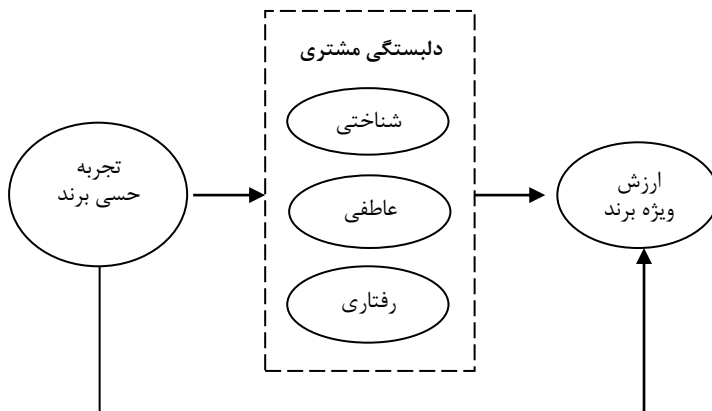 دلبستگی مشتری
شناختی
تجربه
حسی برند
عاطفی
ارزش
ویژه برند
رفتاری